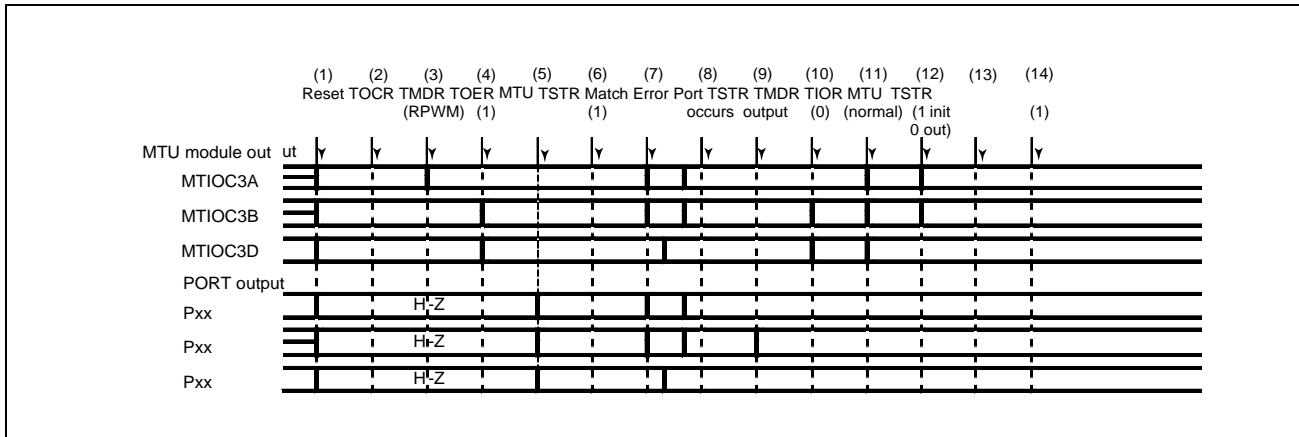 (1) (2) (3) (4) (5) (6) (7) (8) (9) (10) (11) (12) (13) (14)
Reset TOCR TMDR TOER MTU TSTR Match Error Port TSTR TMDR TIOR MTU TSTR
(RPWM) (1) (1) occurs output (0) (normal) (1 init (1)
0 out)
MTU module out ut
MTIOC3A
MTIOC3B
MTIOC3D
PORT output
Pxx H-Z
Pxx H-Z
Pxx H-Z